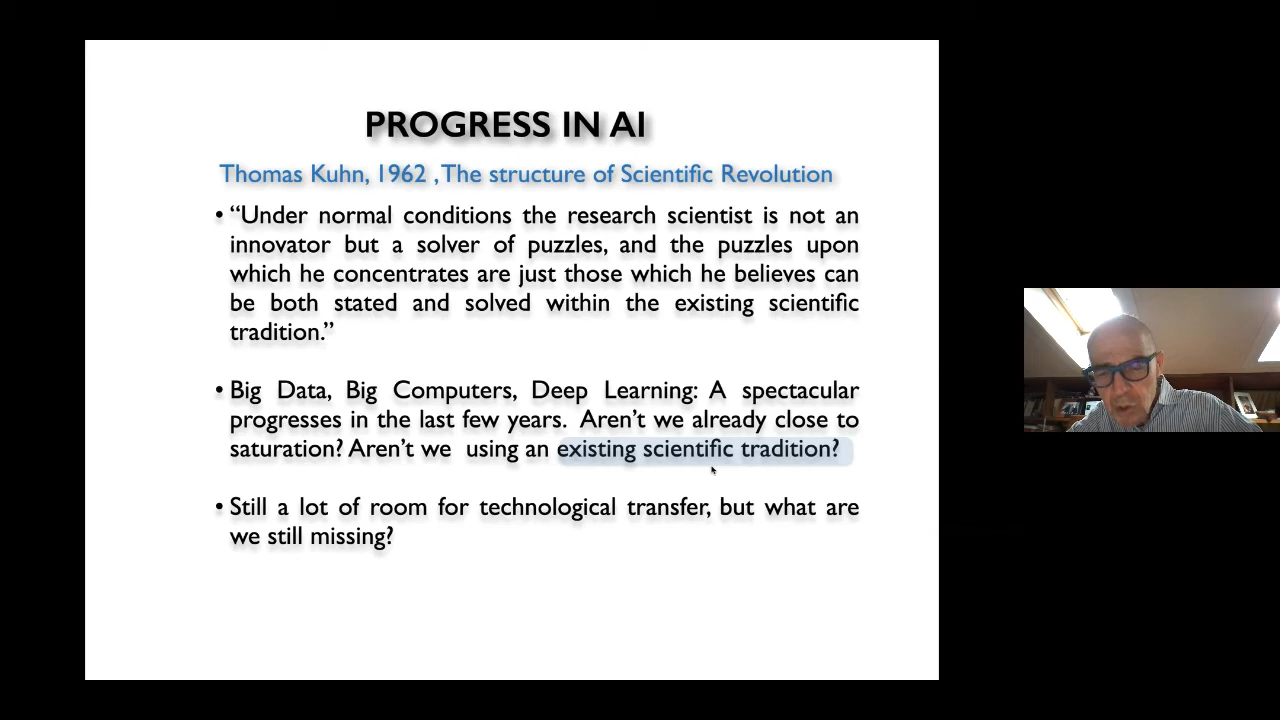 PROGRESS IN AI
Thomas Kuhn, 1962 , The structure of Scientific Revolution
• “Under normal conditions the research scientist is not an
innovator but a solver of puzzles, and the puzzles upon
which he concentrates are just those which he believes can
be both stated and solved within the existing scientific
tradition.”
• Big Data, Big Computers, Deep Learning: A spectacular
progresses in the last few years. Aren’t we already close to
saturation? Aren’t we using an existing scientific tradition?
• Still a lot of room for technological transfer, but what are
we still missing?